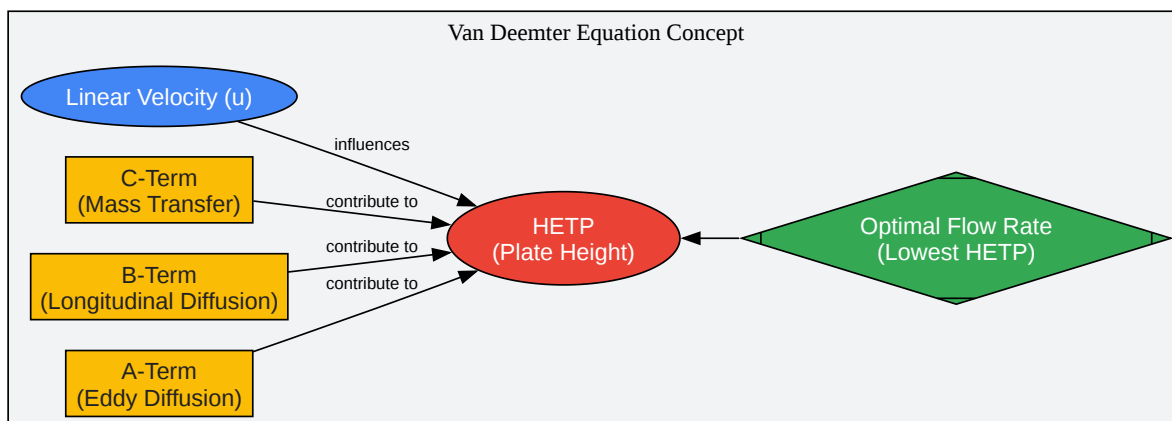 Van Deemter Equation Concept
Linear Velocity (u)
influences
C-Term
(Mass Transfer)
contribute to
HETP
(Plate Height)
Optimal Flow Rate
(Lowest HETP)
B-Term
(Longitudinal Diffusion)
contribute to
A-Term
(Eddy Diffusion)
contribute to